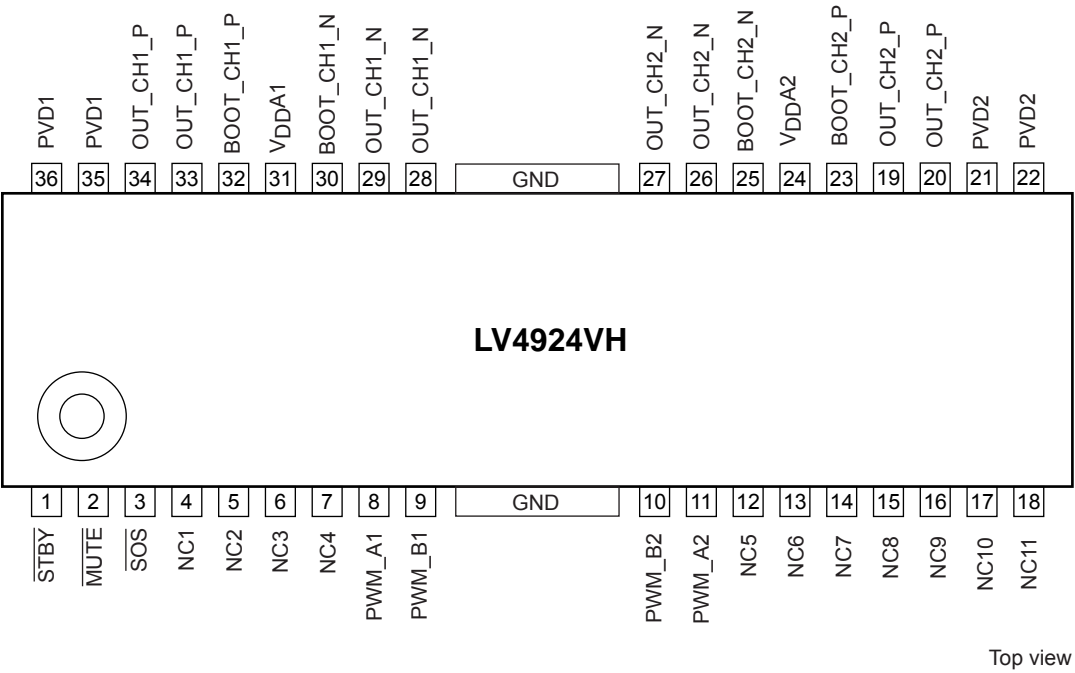 PVD1 PVD1 OUT_CH1_P OUT_CH1_P BOOT_CH1_P VDDA1 BOOT_CH1_N OUT_CH1_N OUT_CH1_N OUT_CH2_N OUT_CH2_N BOOT_CH2_N VDDA2 BOOT_CH2_P OUT_CH2_P OUT_CH2_P PVD2 PVD2
36 35 34 33 32 31 30 29 28 GND 27 26 25 24 23 19 20 21 22
LV4924VH
1 2 3 4 5 6 7 8 9 GND 10 11 12 13 14 15 16 17 18
STBY MUTE SOS NC1 NC2 NC3 NC4 PWM_A1 PWM_B1 PWM_B2 PWM_A2 NC5 NC6 NC7 NC8 NC9 NC10 NC11
Top view